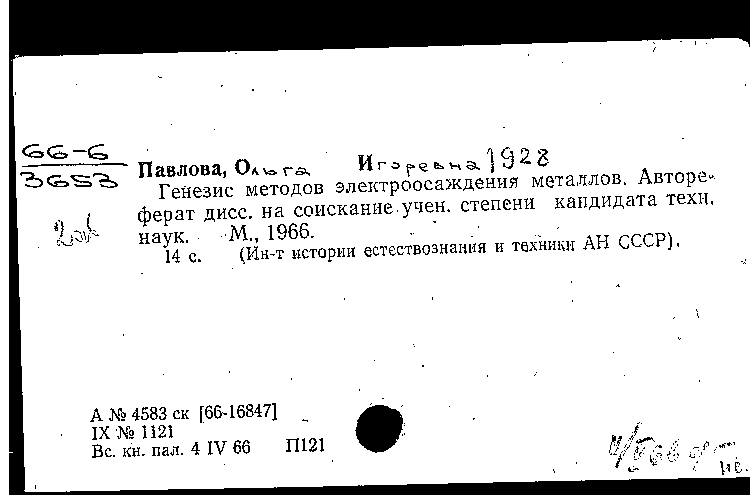 66-6
3653
Павлова, Ольга Игоревна 1928
Генезис методов электроосаждения металлов. Авторе-
ферат дисс. на соискание учен. степени кандидата техн.
наук. М., 1966.
14 с. (Ин-т истории естествознания и техники АН СССР).
А № 4583 ск [66-16847]
IX № 1121
Вс. кн. пал. 4 IV 66 П121